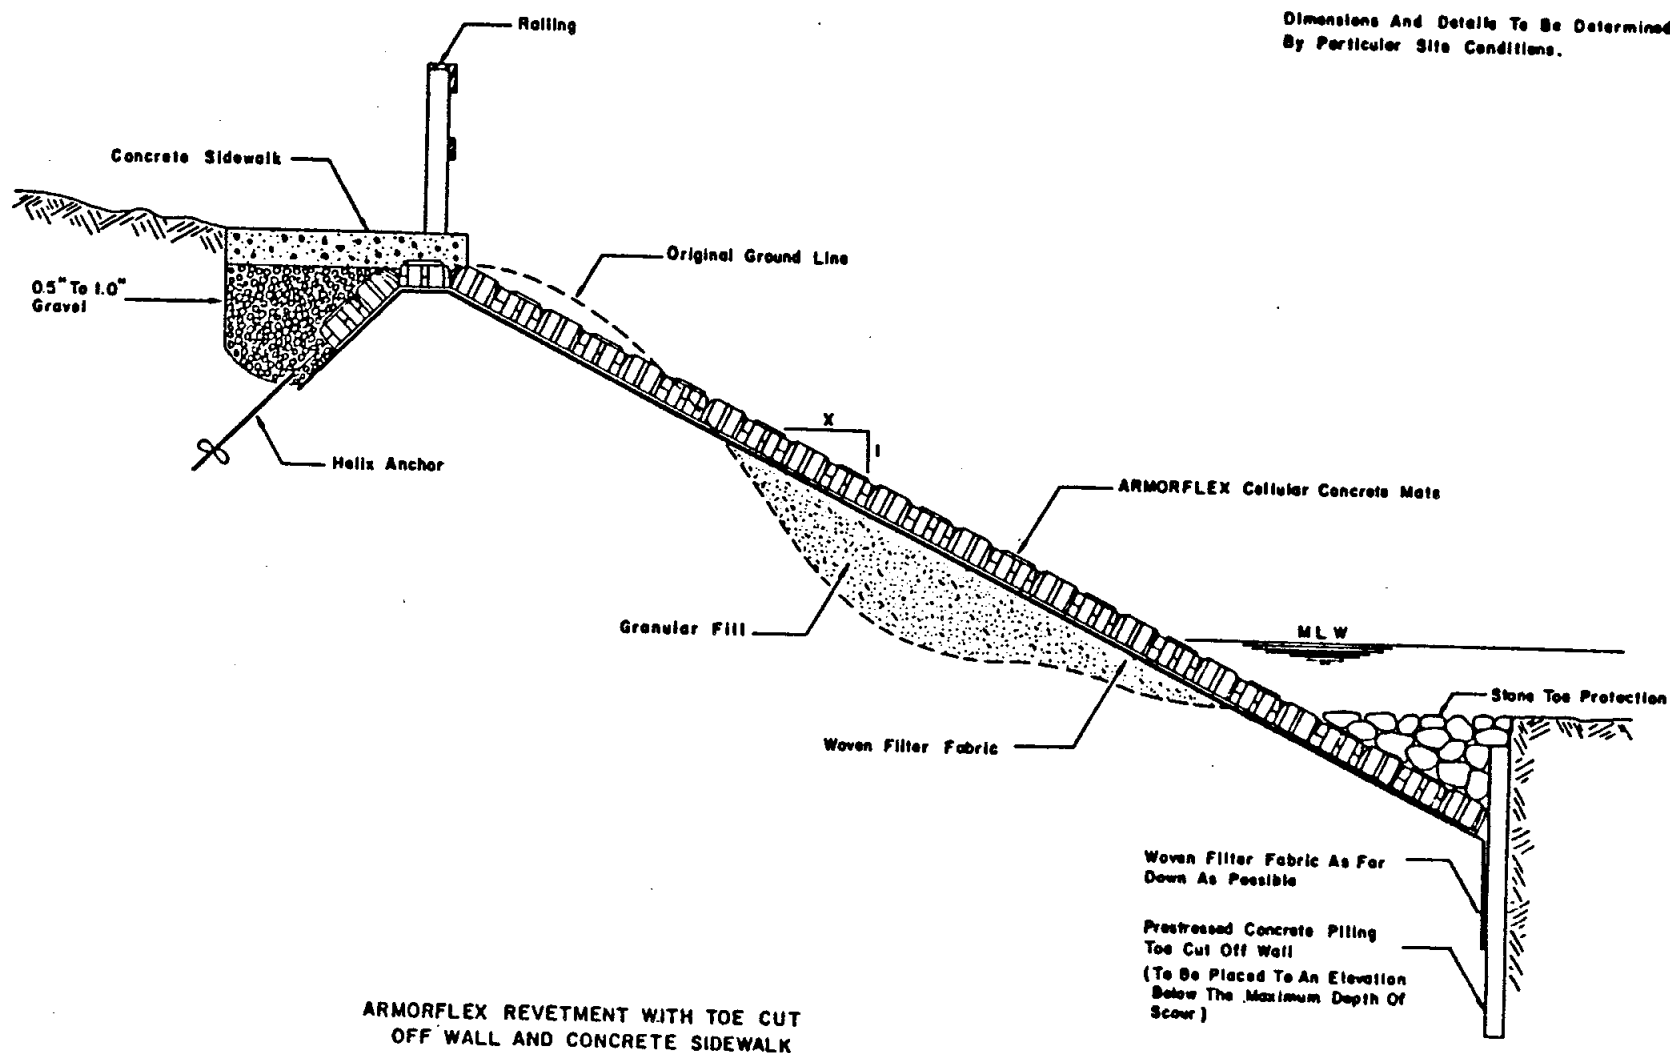 Dimensions And Details To Be Determined
By Particular Site Conditions.
Railing
Concrete Sidewalk
Original Ground Line
0.5" To 1.0"
Gravel
X
1
Helix Anchor
ARMORFLEX Cellular Concrete Mats
Granular Fill
M L W
Stone Toe Protection
Woven Filter Fabric
Woven Filter Fabric As Far
Down As Possible
Prestressed Concrete Piling
Toe Cut Off Wall
(To Be Placed To An Elevation
Below The Maximum Depth Of
Scour)
ARMORFLEX REVETMENT WITH TOE CUT
OFF WALL AND CONCRETE SIDEWALK